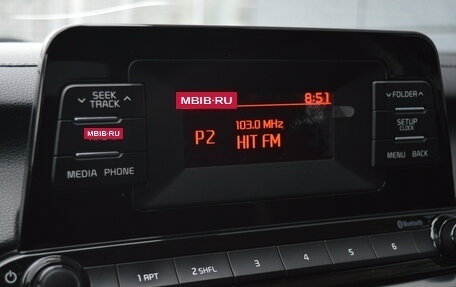 SEEK
TRACK
MBIB-RU
MEDIA PHONE
MBIB-RU
8:51
103.0 MHz
P2
HIT FM
FOLDER
SETUP
CLOCK
MENU BACK
Bluetooth
1 APT
2 SHFL
3
4
5
6